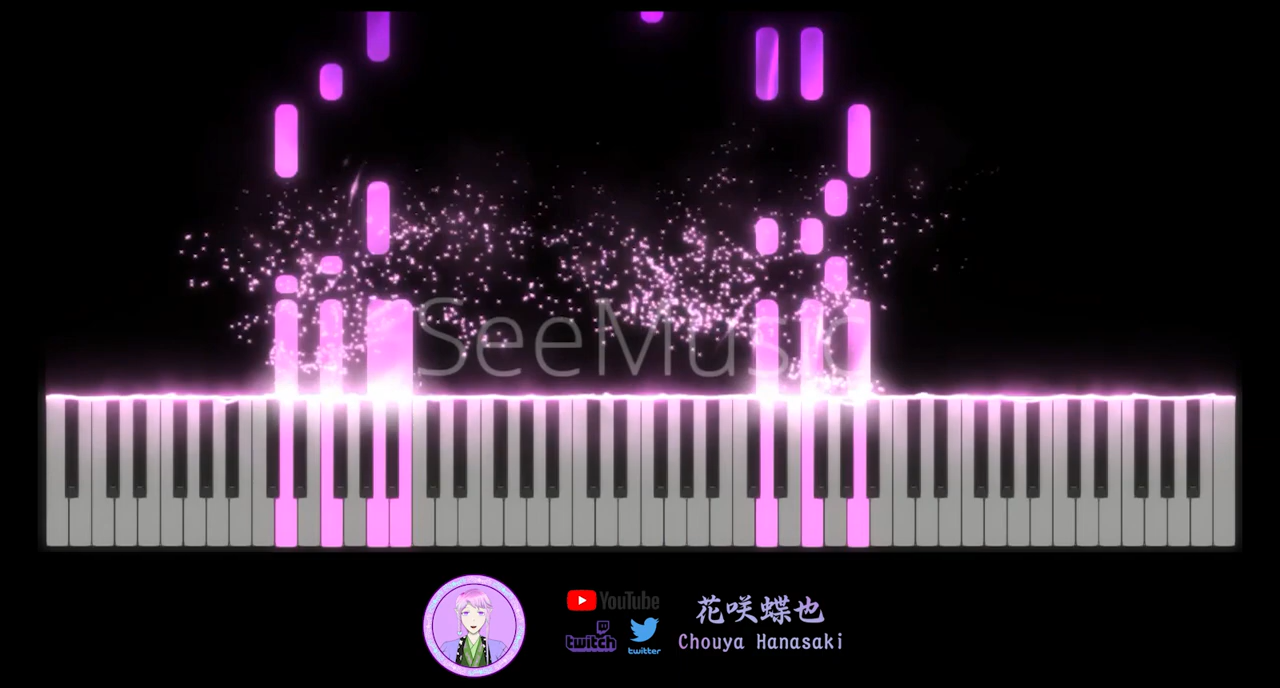 SeeMusic
YouTube
花咲蝶也
twitch
twitter
Chouya Hanasaki